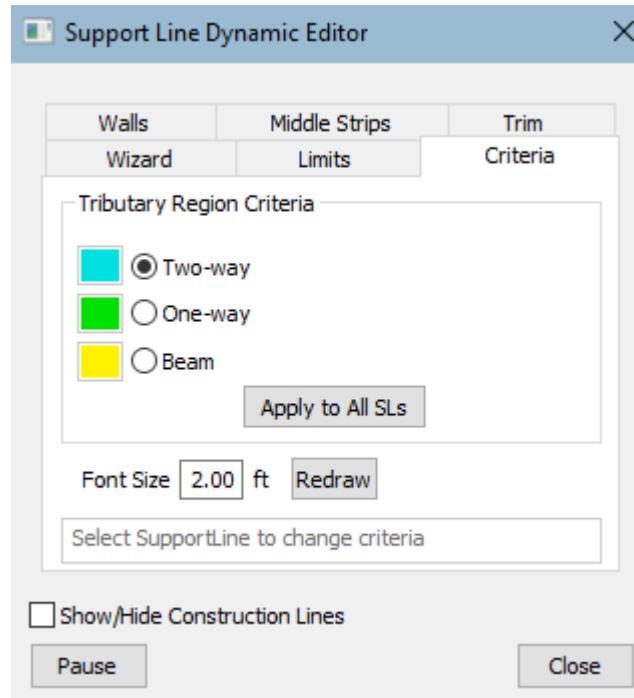 Support Line Dynamic Editor
Walls Middle Strips Trim
Wizard Limits Criteria
Tributary Region Criteria
Two-way
One-way
Beam
Apply to All SLs
Font Size 2.00 ft Redraw
Select SupportLine to change criteria
Show/Hide Construction Lines
Pause Close